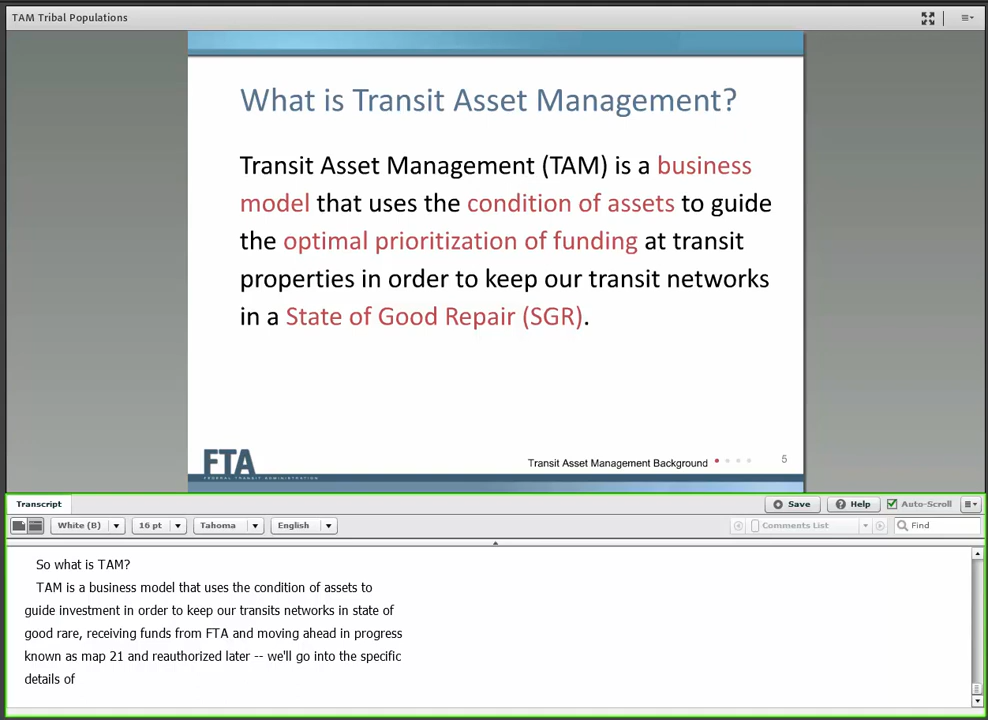 TAM Tribal Populations
What is Transit Asset Management?
Transit Asset Management (TAM) is a business
model that uses the condition of assets to guide
the optimal prioritization of funding at transit
properties in order to keep our transit networks
in a State of Good Repair (SGR).
FTA
FEDERAL TRANSIT ADMINISTRATION
Transit Asset Management Background
5
Transcript
Save
Help
Auto-Scroll
White (B)
16 pt
Tahoma
English
Comments List
Find
So what is TAM?
TAM is a business model that uses the condition of assets to
guide investment in order to keep our transits networks in state of
good rare, receiving funds from FTA and moving ahead in progress
known as map 21 and reauthorized later -- we'll go into the specific
details of